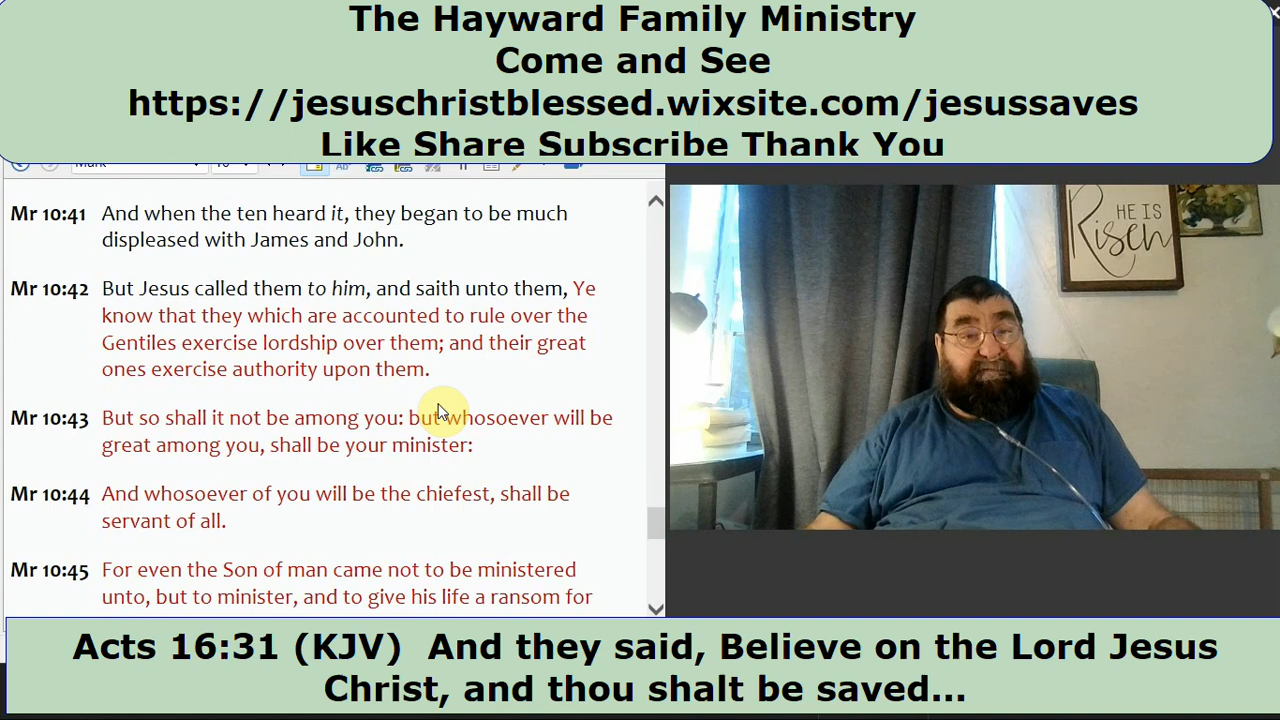 The Hayward Family Ministry
Come and See
https://jesuschristblessed.wixsite.com/jesussaves
Like Share Subscribe Thank You
Mr 10:41 And when the ten heard it, they began to be much
displeased with James and John.
Mr 10:42 But Jesus called them to him, and saith unto them, Ye
know that they which are accounted to rule over the
Gentiles exercise lordship over them; and their great
ones exercise authority upon them.
Mr 10:43 But so shall it not be among you: but whosoever will be
great among you, shall be your minister:
Mr 10:44 And whosoever of you will be the chiefest, shall be
servant of all.
Mr 10:45 For even the Son of man came not to be ministered
unto, but to minister, and to give his life a ransom for
HE IS
Risen
Acts 16:31 (KJV) And they said, Believe on the Lord Jesus
Christ, and thou shalt be saved...